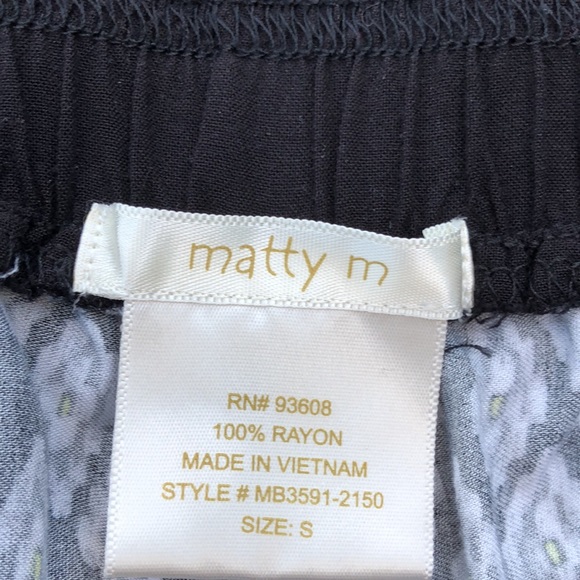 matty m
RN# 93608
100% RAYON
MADE IN VIETNAM
STYLE # MB3591-2150
SIZE: S